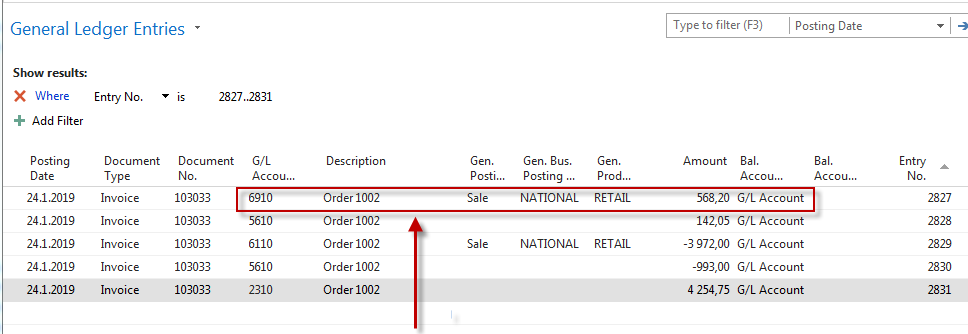 General Ledger Entries
Type to filter (F3) Posting Date
Show results:
Where Entry No. is 2827..2831
Add Filter
Posting Document Document G/L Description Gen. Gen. Bus. Gen. Amount Bal. Bal. Entry
Date Type No. Accou... Posti... Posting ... Prod... Accou... Accou... No.
24.1.2019 Invoice 103033 6910 Order 1002 Sale NATIONAL RETAIL 568,20 G/L Account 2827
24.1.2019 Invoice 103033 5610 Order 1002 142,05 G/L Account 2828
24.1.2019 Invoice 103033 6110 Order 1002 Sale NATIONAL RETAIL -3 972,00 G/L Account 2829
24.1.2019 Invoice 103033 5610 Order 1002 -993,00 G/L Account 2830
24.1.2019 Invoice 103033 2310 Order 1002 4 254,75 G/L Account 2831